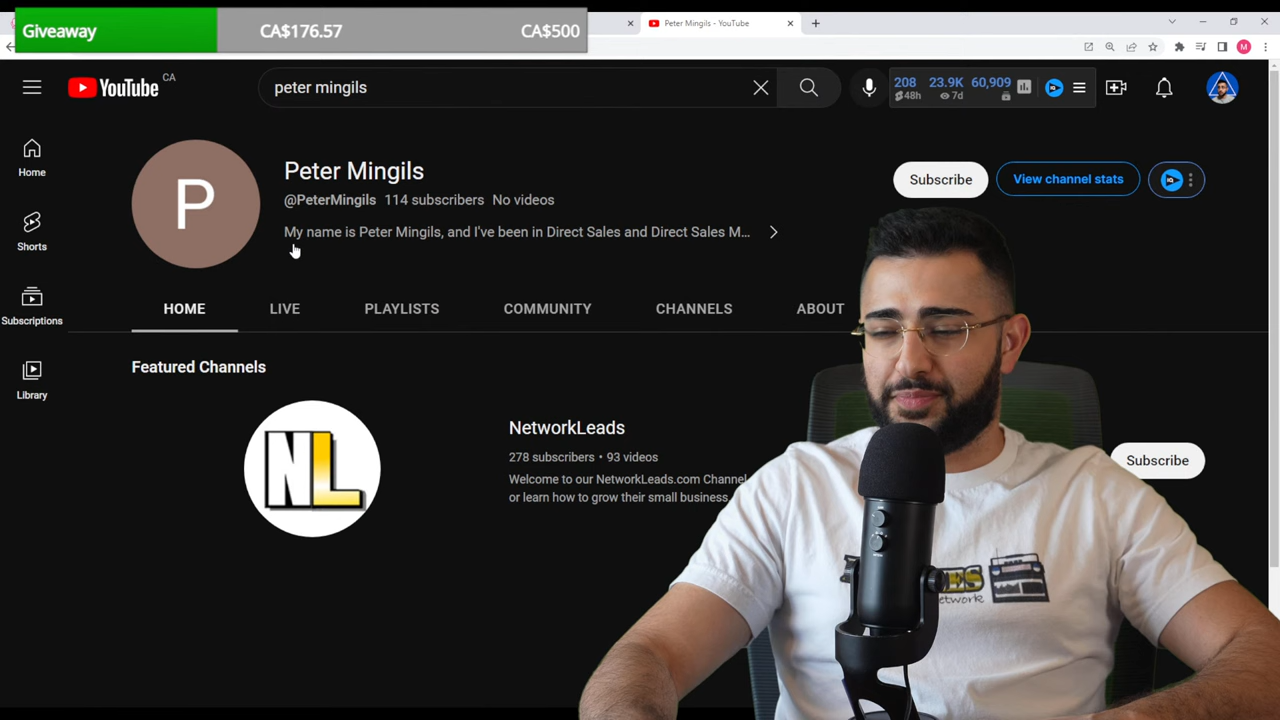 Giveaway CA$176.57 CA$500
Peter Mingils - YouTube
YouTube CA
peter mingils
208 23.9K 60,909
48h 7d
IQ
M
Home
Shorts
Subscriptions
Library
P
Peter Mingils
@PeterMingils 114 subscribers No videos
My name is Peter Mingils, and I've been in Direct Sales and Direct Sales M...
Subscribe
View channel stats
IQ
HOME LIVE PLAYLISTS COMMUNITY CHANNELS ABOUT
Featured Channels
NL
NetworkLeads
278 subscribers • 93 videos
Welcome to our NetworkLeads.com Channel
or learn how to grow their small business,
Subscribe
ES
etwork